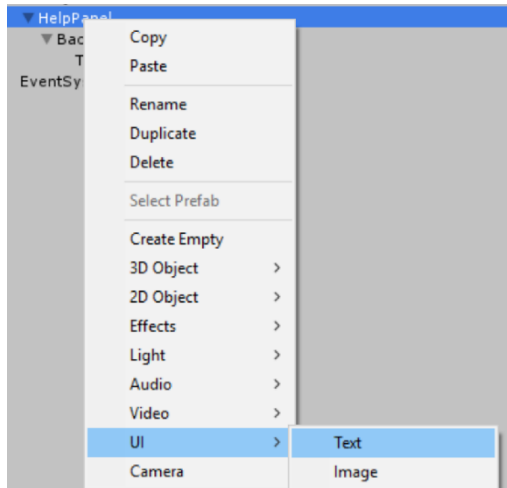 HelpPanel
Copy
Paste
EventSy
Rename
Duplicate
Delete
Select Prefab
Create Empty
3D Object
2D Object
Effects
Light
Audio
Video
UI
Text
Camera
Image